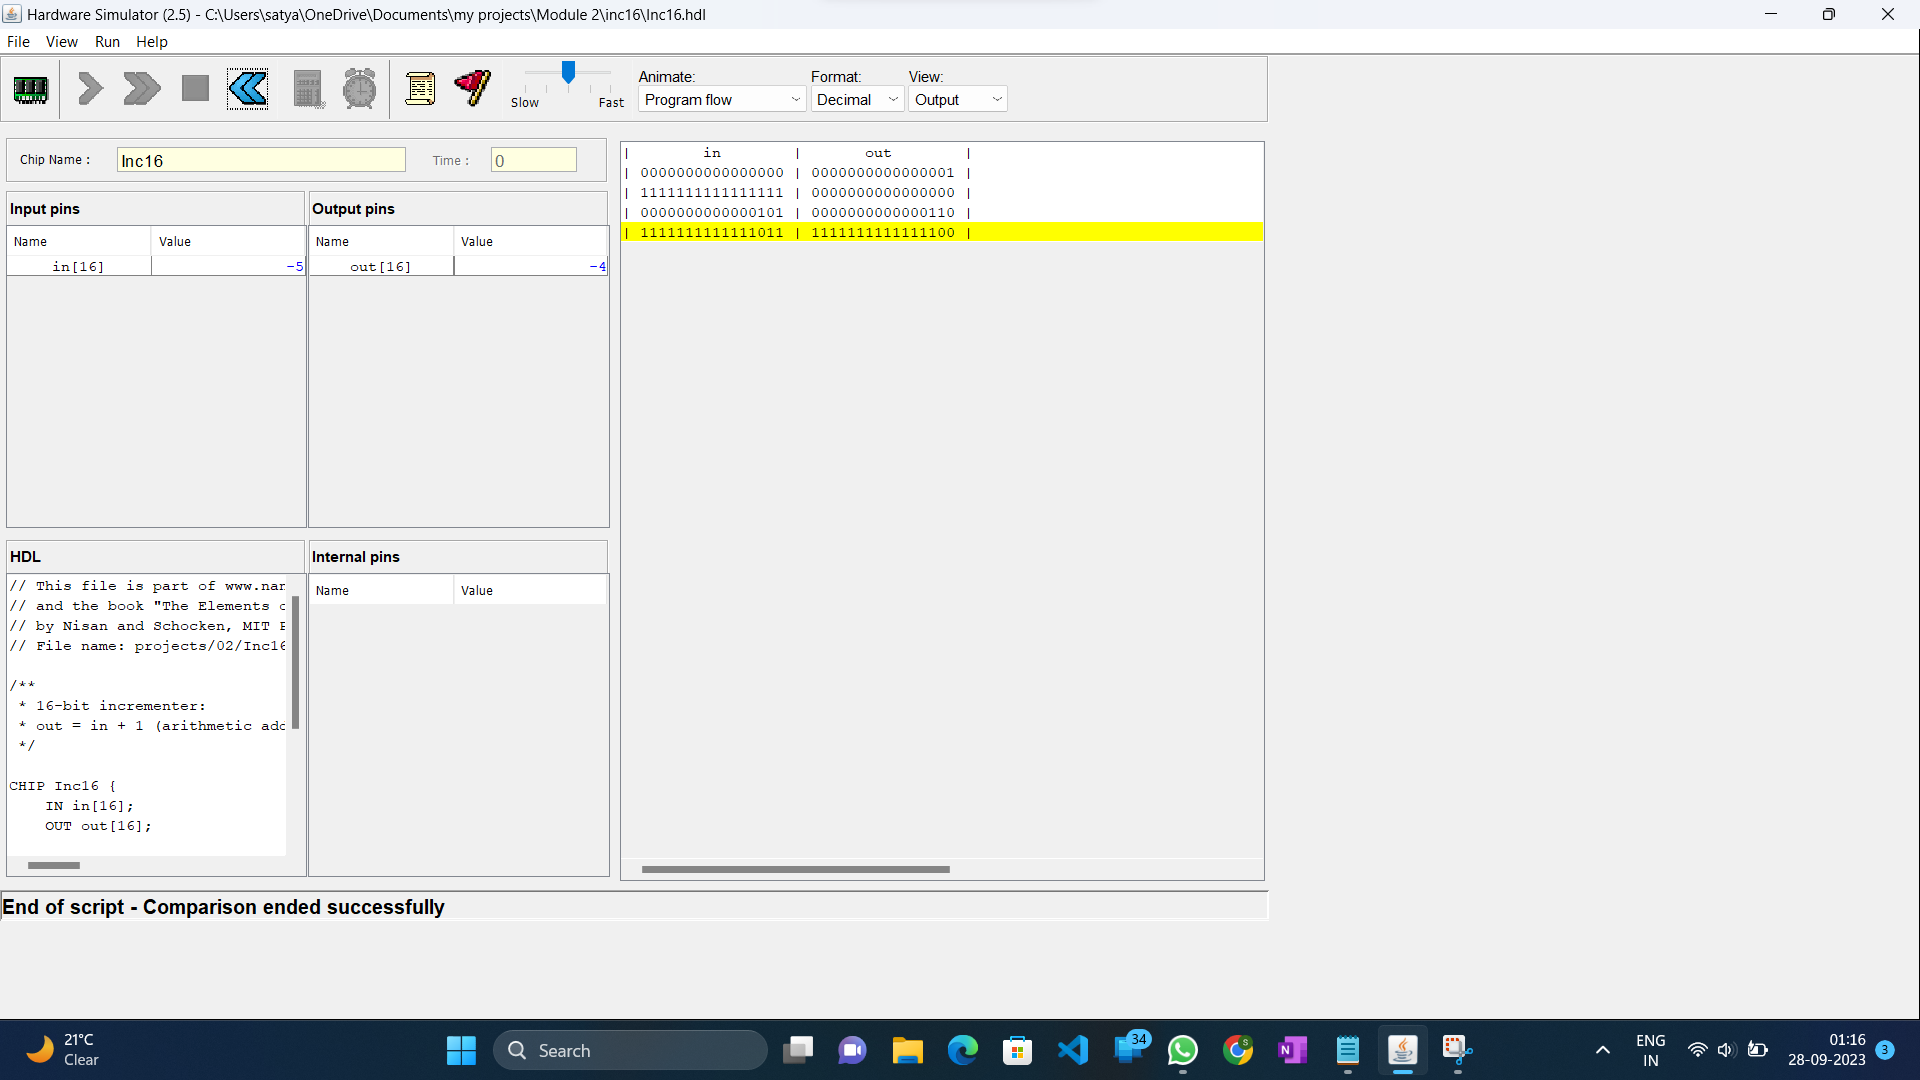 Hardware Simulator (2.5) - C:\Users\satya\OneDrive\Documents\my projects\Module 2\inc16\Inc16.hdl
File View Run Help
Animate: Format: View:
Slow Fast Program flow Decimal Output
Chip Name : Inc16 Time : 0
Input pins
Name Value
in[16] -5
Output pins
Name Value
out[16] -4
| in | out |
| 0000000000000000 | 0000000000000001 |
| 1111111111111111 | 0000000000000000 |
| 0000000000000101 | 0000000000000110 |
| 1111111111111011 | 1111111111111100 |
HDL
// This file is part of www.nan
// and the book "The Elements o
// by Nisan and Schocken, MIT P
// File name: projects/02/Inc16
/**
* 16-bit incrementer:
* out = in + 1 (arithmetic add
*/
CHIP Inc16 {
IN in[16];
OUT out[16];
Internal pins
Name Value
End of script - Comparison ended successfully
21°C
Clear
Search
34
S
N
ENG
IN
01:16
28-09-2023
3